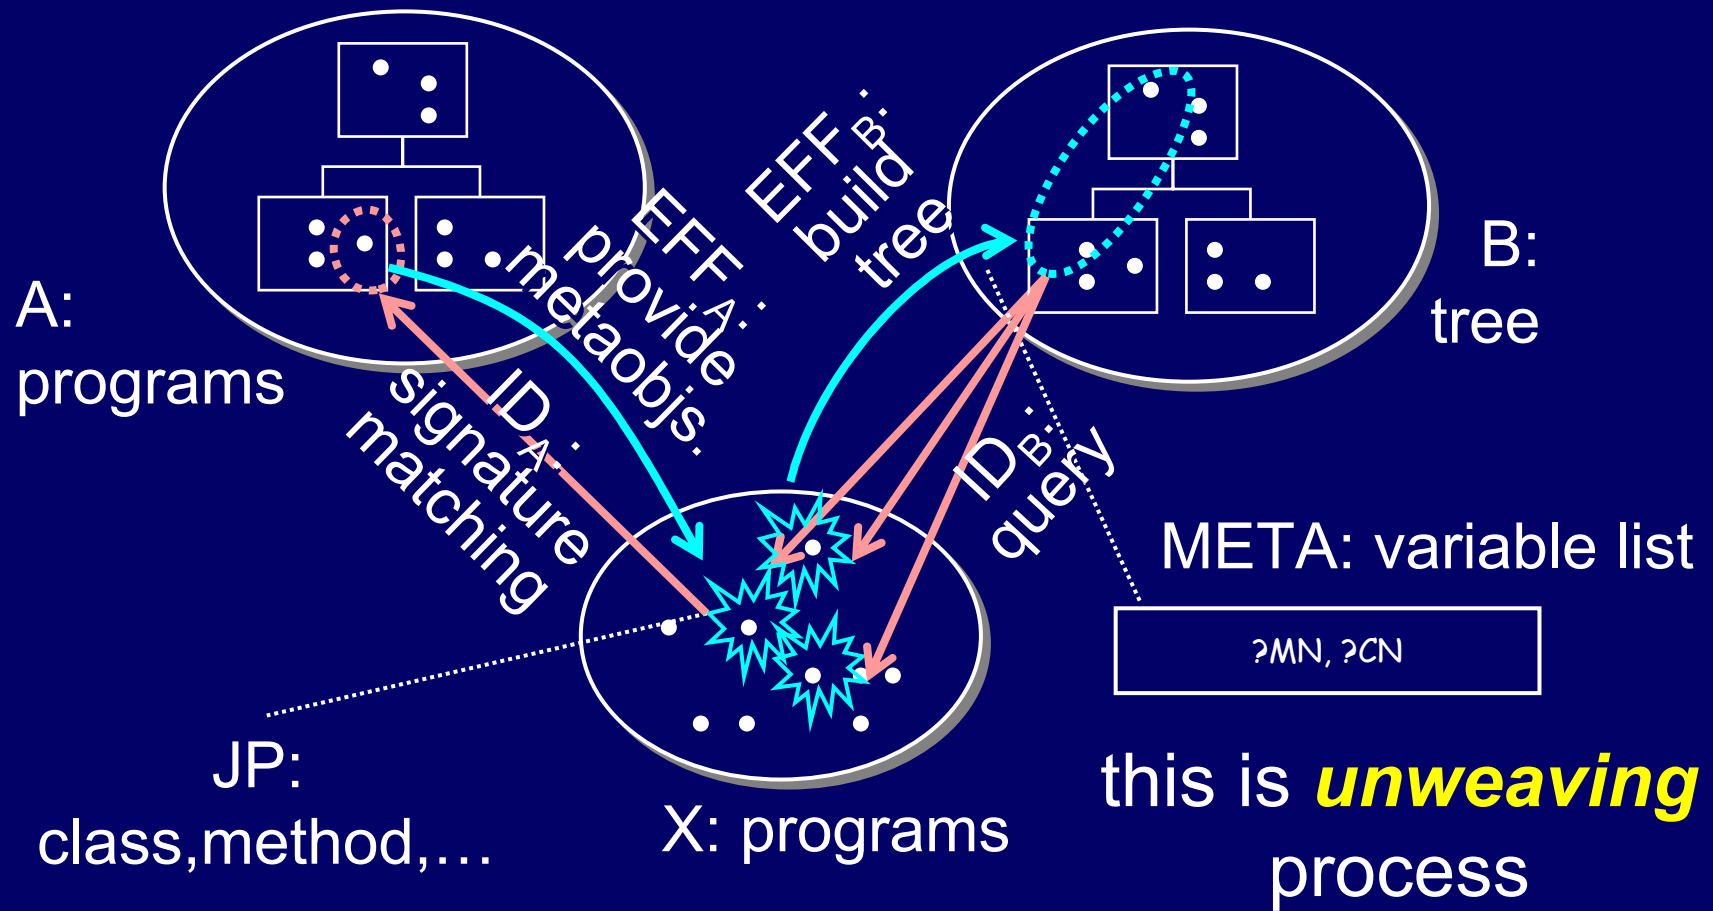 A:
programs
EFF_A:
provide
metaobjs.
ID_A:
signature
matching
EFF_B:
build
tree
B:
tree
ID_B:
query
META: variable list
?MN, ?CN
JP:
class,method,…
X: programs
this is unweaving
process